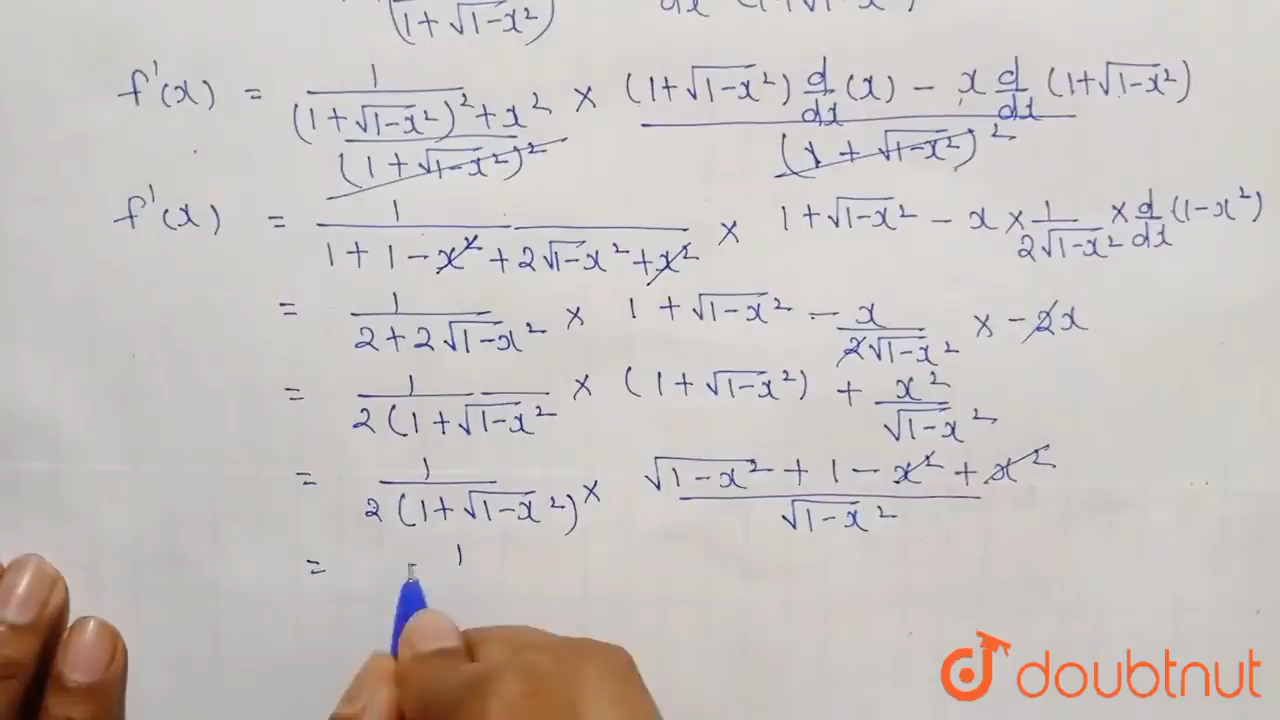 (1+√1-x²)
f'(x) = 1/((1+√1-x²)²+x²)/(1+√1-x²)² × ((1+√1-x²) d/dx (x) - x d/dx (1+√1-x²))/(1+√1-x²)²
f'(x) = 1/(1+1-x²+2√1-x²+x²) × 1+√1-x² - x × 1/(2√1-x²) × d/dx (1-x²)
= 1/(2+2√1-x²) × 1+√1-x² - x/(2√1-x²) × -2x
= 1/(2(1+√1-x²) × (1+√1-x²) + x²/√1-x²
= 1/(2(1+√1-x²)) × (√1-x² + 1-x²+x²)/√1-x²
= 1
doubtnut